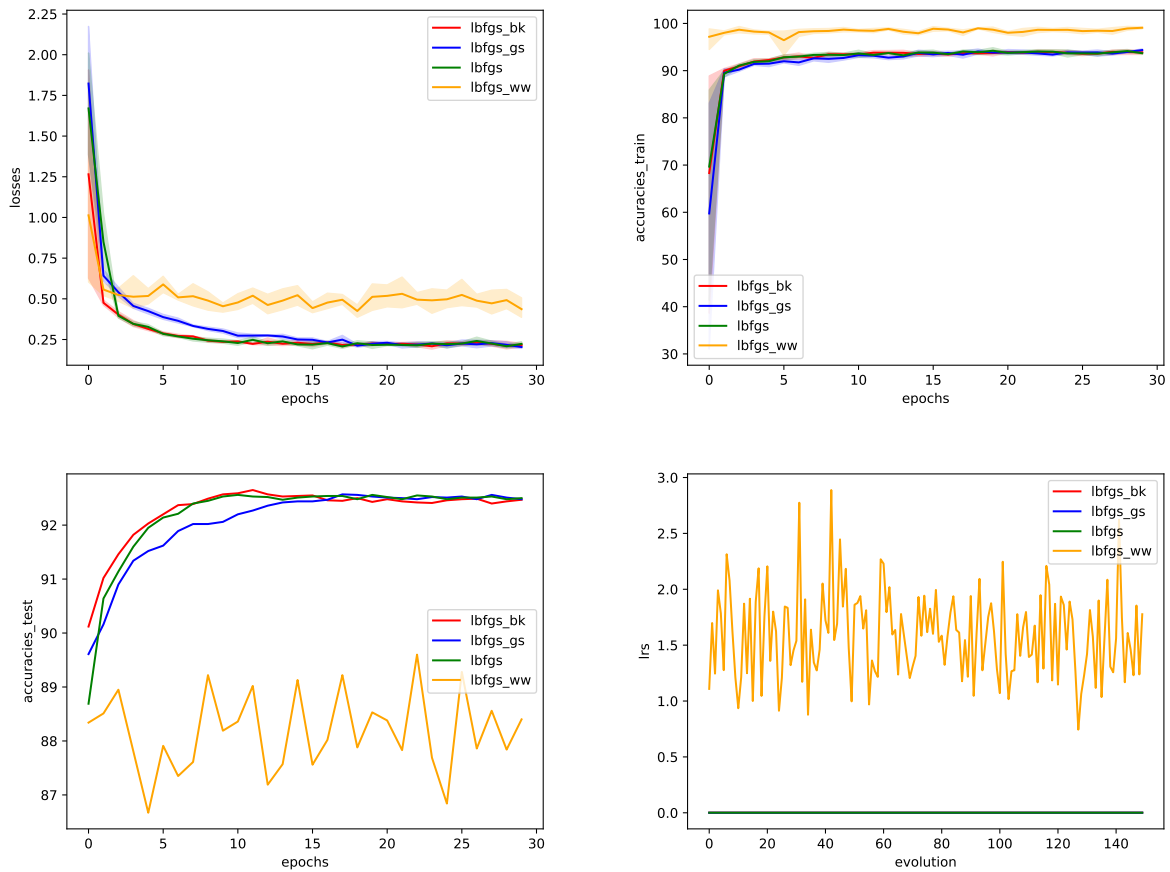 2.25
2.00
1.75
1.50
1.25
1.00
0.75
0.50
0.25
losses
0 5 10 15 20 25 30
epochs
lbfgs_bk
lbfgs_gs
lbfgs
lbfgs_ww
100
90
80
70
60
50
40
30
accuracies_train
0 5 10 15 20 25 30
epochs
lbfgs_bk
lbfgs_gs
lbfgs
lbfgs_ww
92
91
90
89
88
87
accuracies_test
0 5 10 15 20 25 30
epochs
lbfgs_bk
lbfgs_gs
lbfgs
lbfgs_ww
3.0
2.5
2.0
1.5
1.0
0.5
0.0
lrs
0 20 40 60 80 100 120 140
evolution
lbfgs_bk
lbfgs_gs
lbfgs
lbfgs_ww